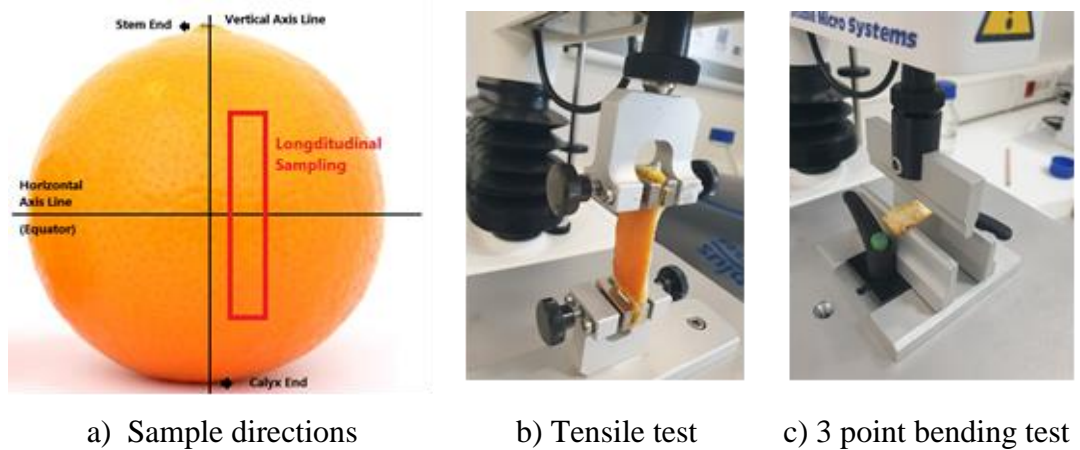 Stem End
Vertical Axis Line
Longditudinal
Sampling
Horizontal
Axis Line
(Equator)
Calyx End
Micro Systems
a) Sample directions
b) Tensile test
c) 3 point bending test